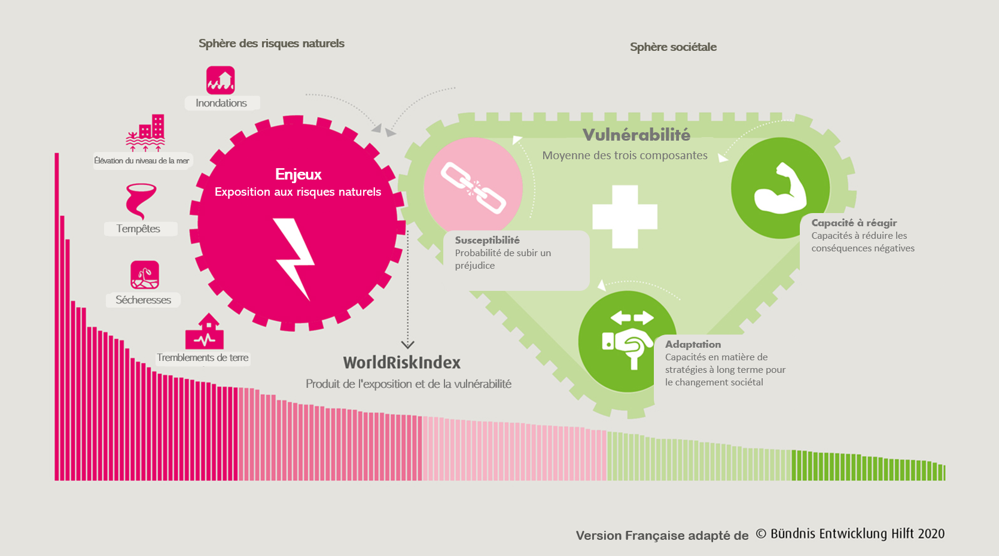 Sphère des risques naturels
Sphère sociétale
Inondations
Élévation du niveau de la mer
Tempêtes
Sécheresses
Tremblements de terre
Enjeux
Exposition aux risques naturels
Vulnérabilité
Moyenne des trois composantes
Susceptibilité
Probabilité de subir un
préjudice
Capacité à réagir
Capacités à réduire les
conséquences négatives
Adaptation
Capacités en matière de
stratégies à long terme pour
le changement sociétal
WorldRiskIndex
Produit de l'exposition et de la vulnérabilité
Version Française adapté de © Bündnis Entwicklung Hilft 2020